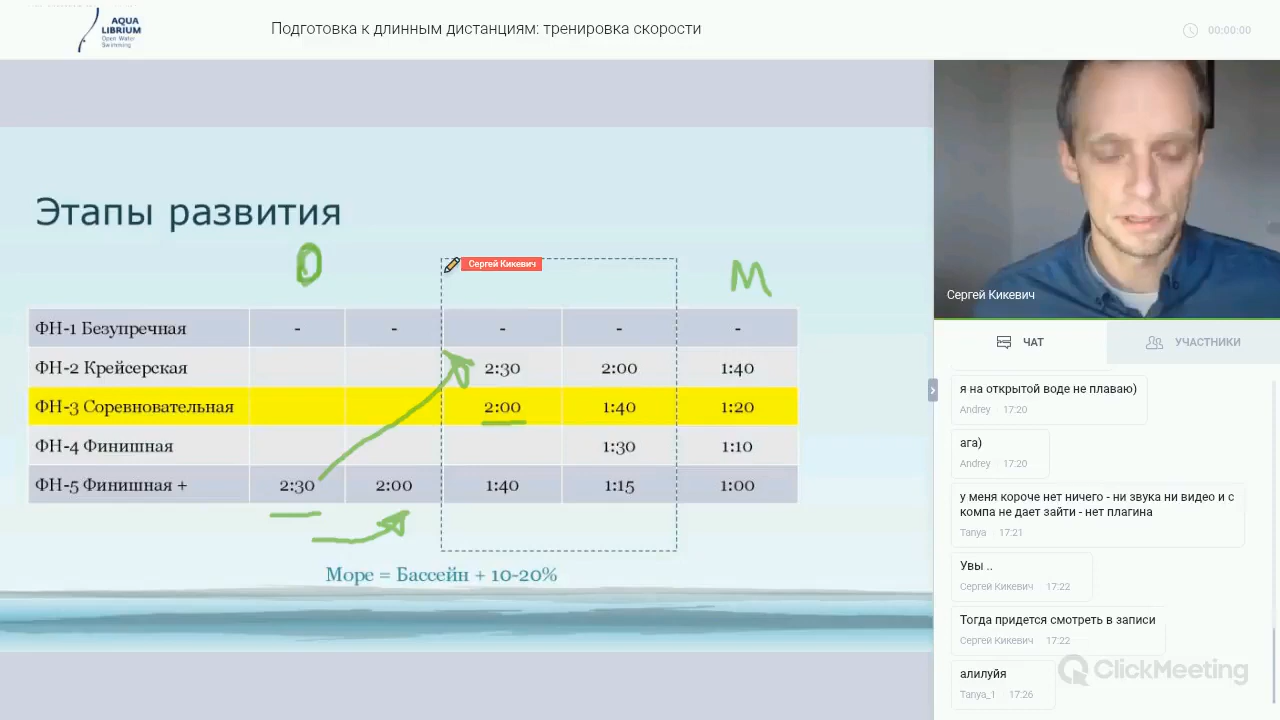 AQUA
LIBRIUM
Open Water
Swimming
Подготовка к длинным дистанциям: тренировка скорости
00:00:00
Этапы развития
O
M
Сергей Кикевич
ФН-1 Безупречная - - - - -
ФН-2 Крейсерская 2:30 2:00 1:40
ФН-3 Соревновательная 2:00 1:40 1:20
ФН-4 Финишная 1:30 1:10
ФН-5 Финишная + 2:30 2:00 1:40 1:15 1:00
Море = Бассейн + 10-20%
Сергей Кикевич
ЧАТ
УЧАСТНИКИ
я на открытой воде не плаваю)
Andrey 17:20
ага)
Andrey 17:20
у меня короче нет ничего - ни звука ни видео и с
компа не дает зайти - нет плагина
Tanya 17:21
Увы ..
Сергей Кикевич 17:22
Тогда придется смотреть в записи
Сергей Кикевич 17:22
алилуйя
Tanya_1 17:26
ClickMeeting